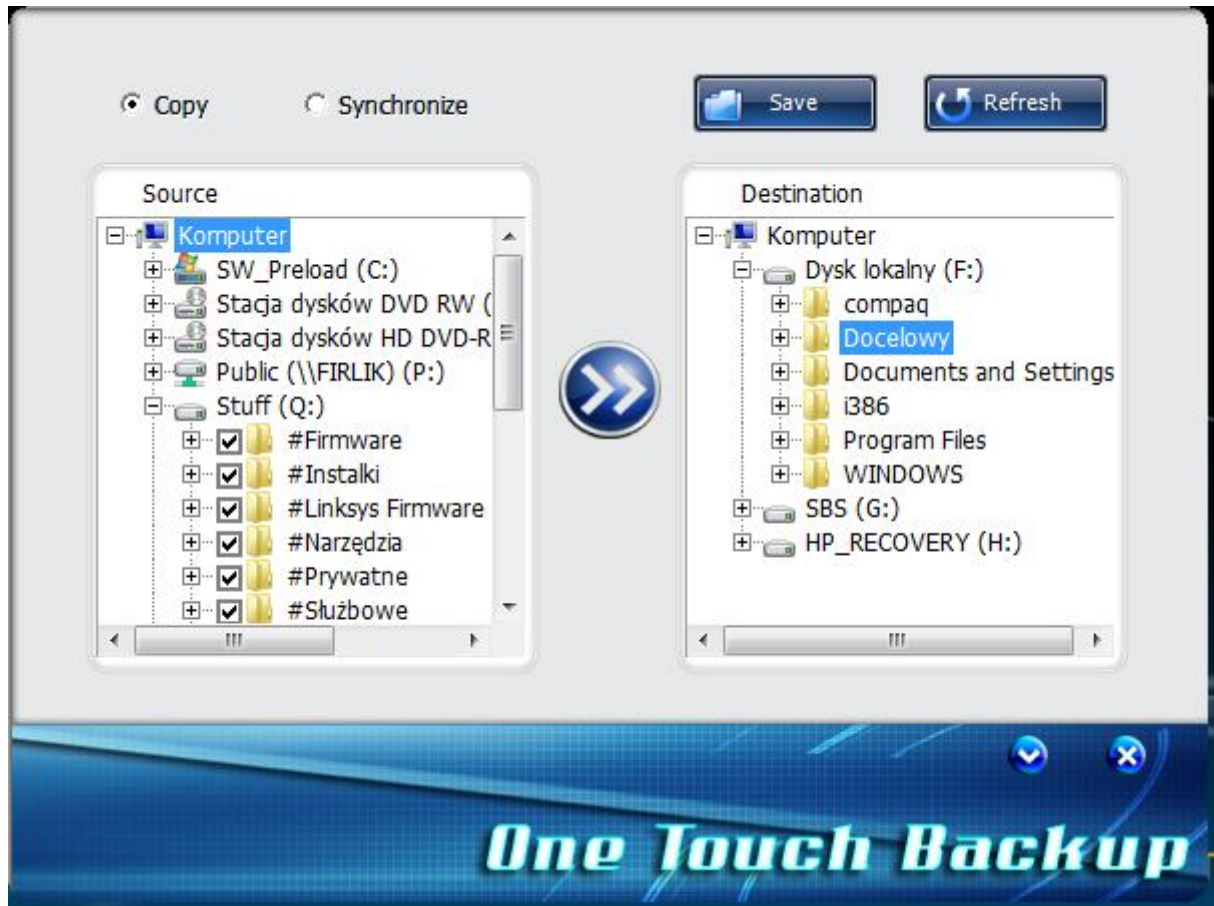 Copy
Synchronize
Save
Refresh
Source
Komputer
SW_Preload (C:)
Stacja dysków DVD RW (
Stacja dysków HD DVD-R
Public (\\FIRLIK) (P:)
Stuff (Q:)
#Firmware
#Instalki
#Linksys Firmware
#Narzędzia
#Prywatne
#Służbowe
Destination
Komputer
Dysk lokalny (F:)
compaq
Docelowy
Documents and Settings
i386
Program Files
WINDOWS
SBS (G:)
HP_RECOVERY (H:)
One Touch Backup